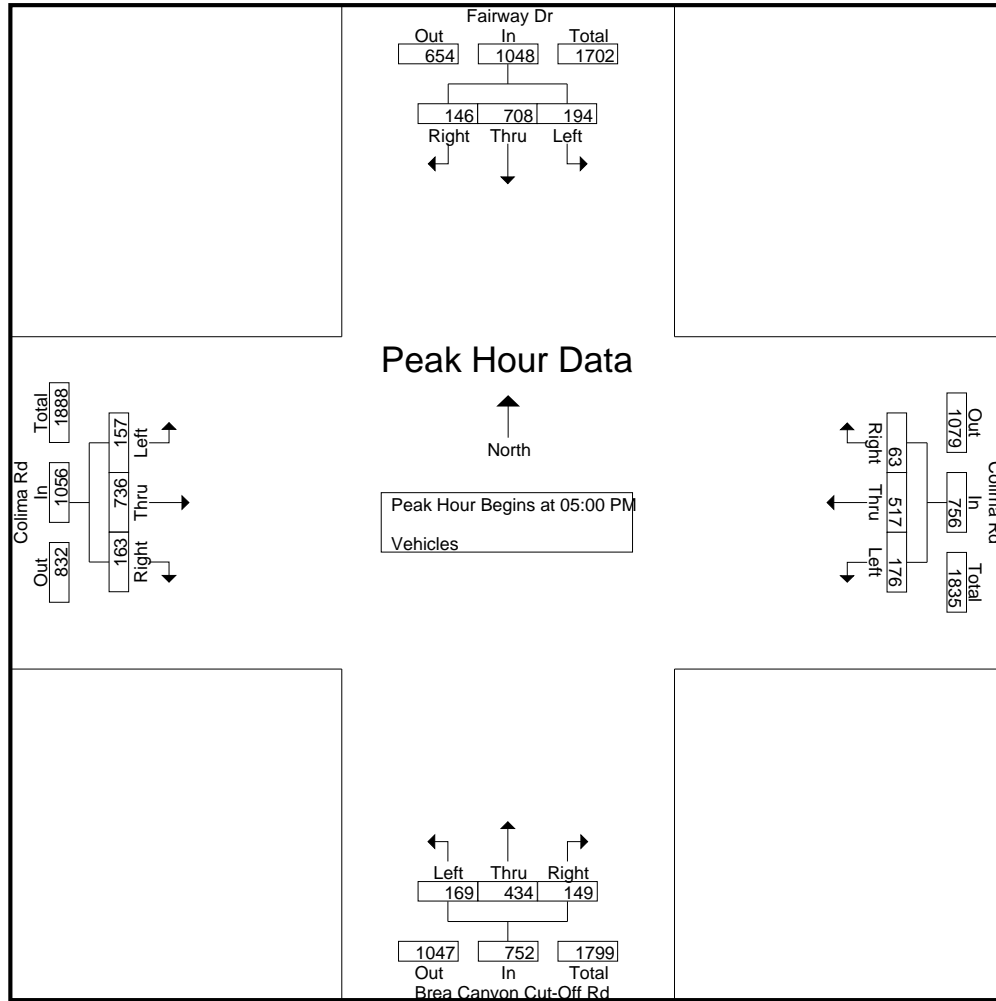 Fairway Dr
Out In Total
654 1048 1702
146 708 194
Right Thru Left
Peak Hour Data
North
Peak Hour Begins at 05:00 PM
Vehicles
Colima Rd
Total In Out
1888 1056 832
157 736 163
Left Thru Right
Right Thru Left
63 517 176
Out In Total
1079 756 1835
Colima Rd
Left Thru Right
169 434 149
1047 752 1799
Out In Total
Brea Canyon Cut-Off Rd